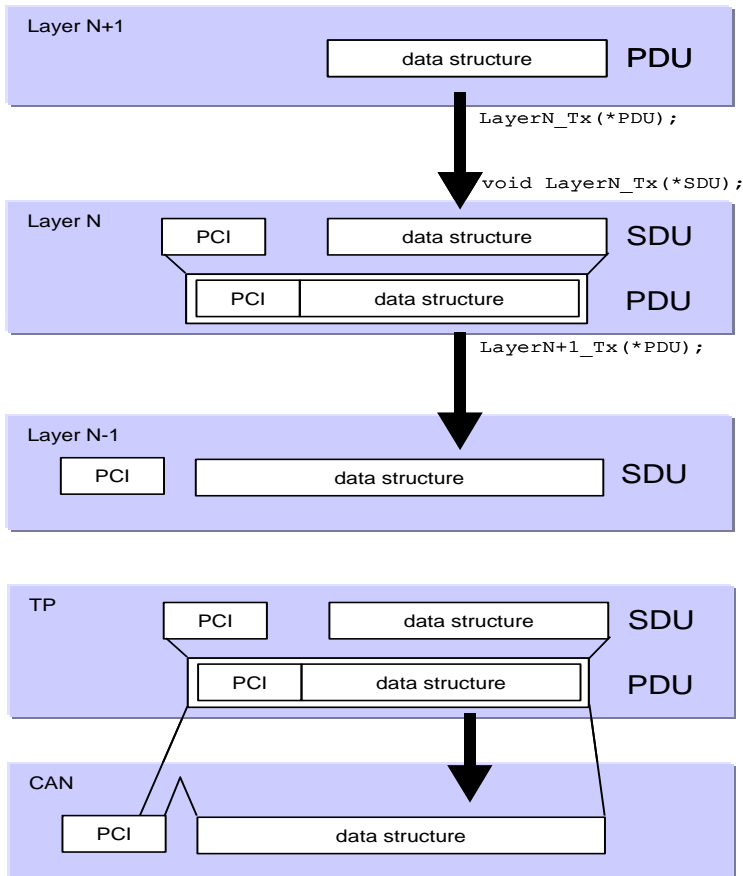 Layer N+1
data structure PDU
LayerN_Tx(*PDU);
void LayerN_Tx(*SDU);
Layer N
PCI data structure SDU
PCI data structure PDU
LayerN+1_Tx(*PDU);
Layer N-1
PCI data structure SDU
TP
PCI data structure SDU
PCI data structure PDU
CAN
PCI data structure